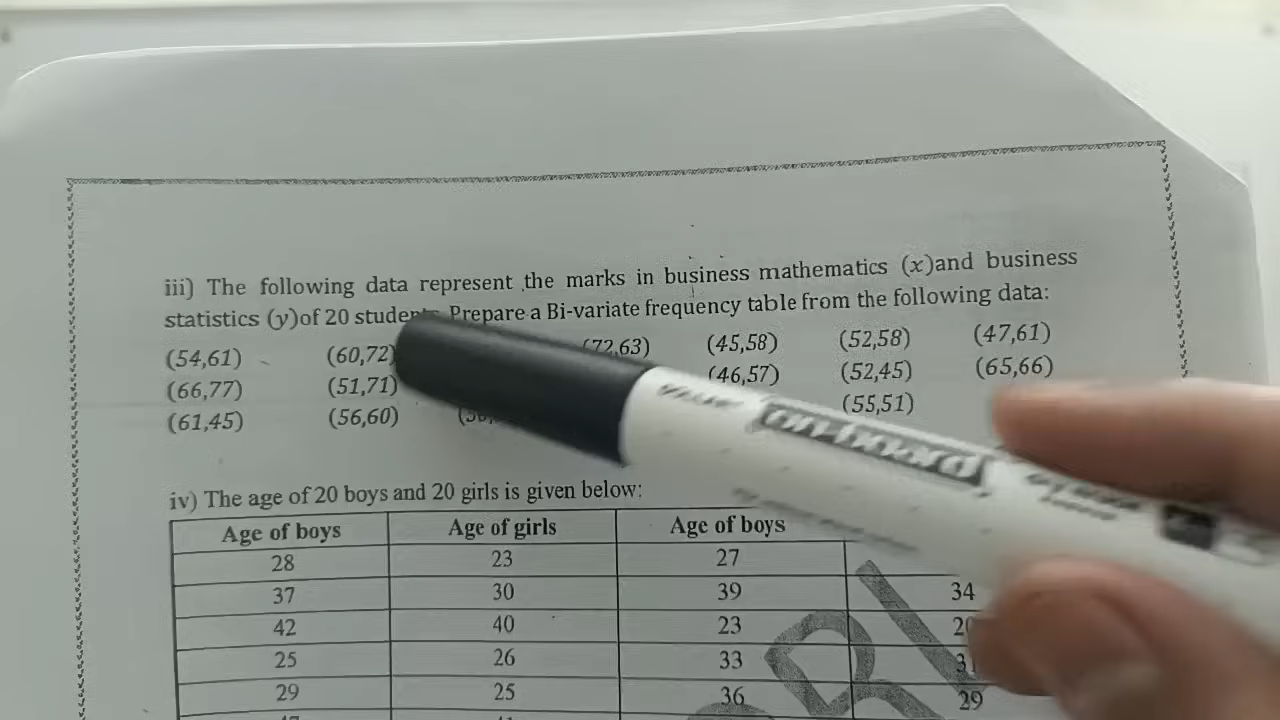 iii) The following data represent the marks in business mathematics (x)and business
statistics (y)of 20 students. Prepare a Bi-variate frequency table from the following data:
(54,61) (60,72) (72,63) (45,58) (52,58) (47,61)
(66,77) (51,71) (46,57) (52,45) (65,66)
(61,45) (56,60) (55,51)
iv) The age of 20 boys and 20 girls is given below:
Age of boys Age of girls Age of boys
28 23 27
37 30 39 34
42 40 23
25 26 33
29 25 36 29
on-board